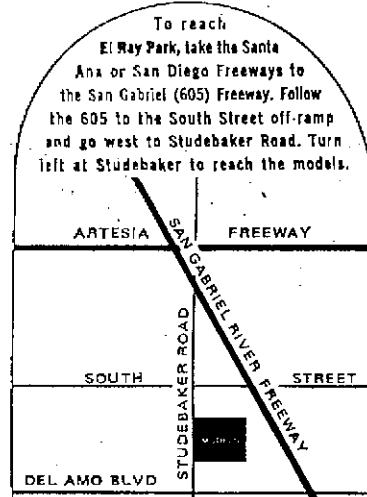 To reach
El Ray Park, take the Santa
Ana or San Diego Freeways to
the San Gabriel (605) Freeway. Follow
the 605 to the South Street off-ramp
and go west to Studebaker Road. Turn
left at Studebaker to reach the models.
ARTESIA FREEWAY
SAN GABRIEL RIVER FREEWAY
STUDEBAKER ROAD
SOUTH STREET
MODELS
DEL AMO BLVD